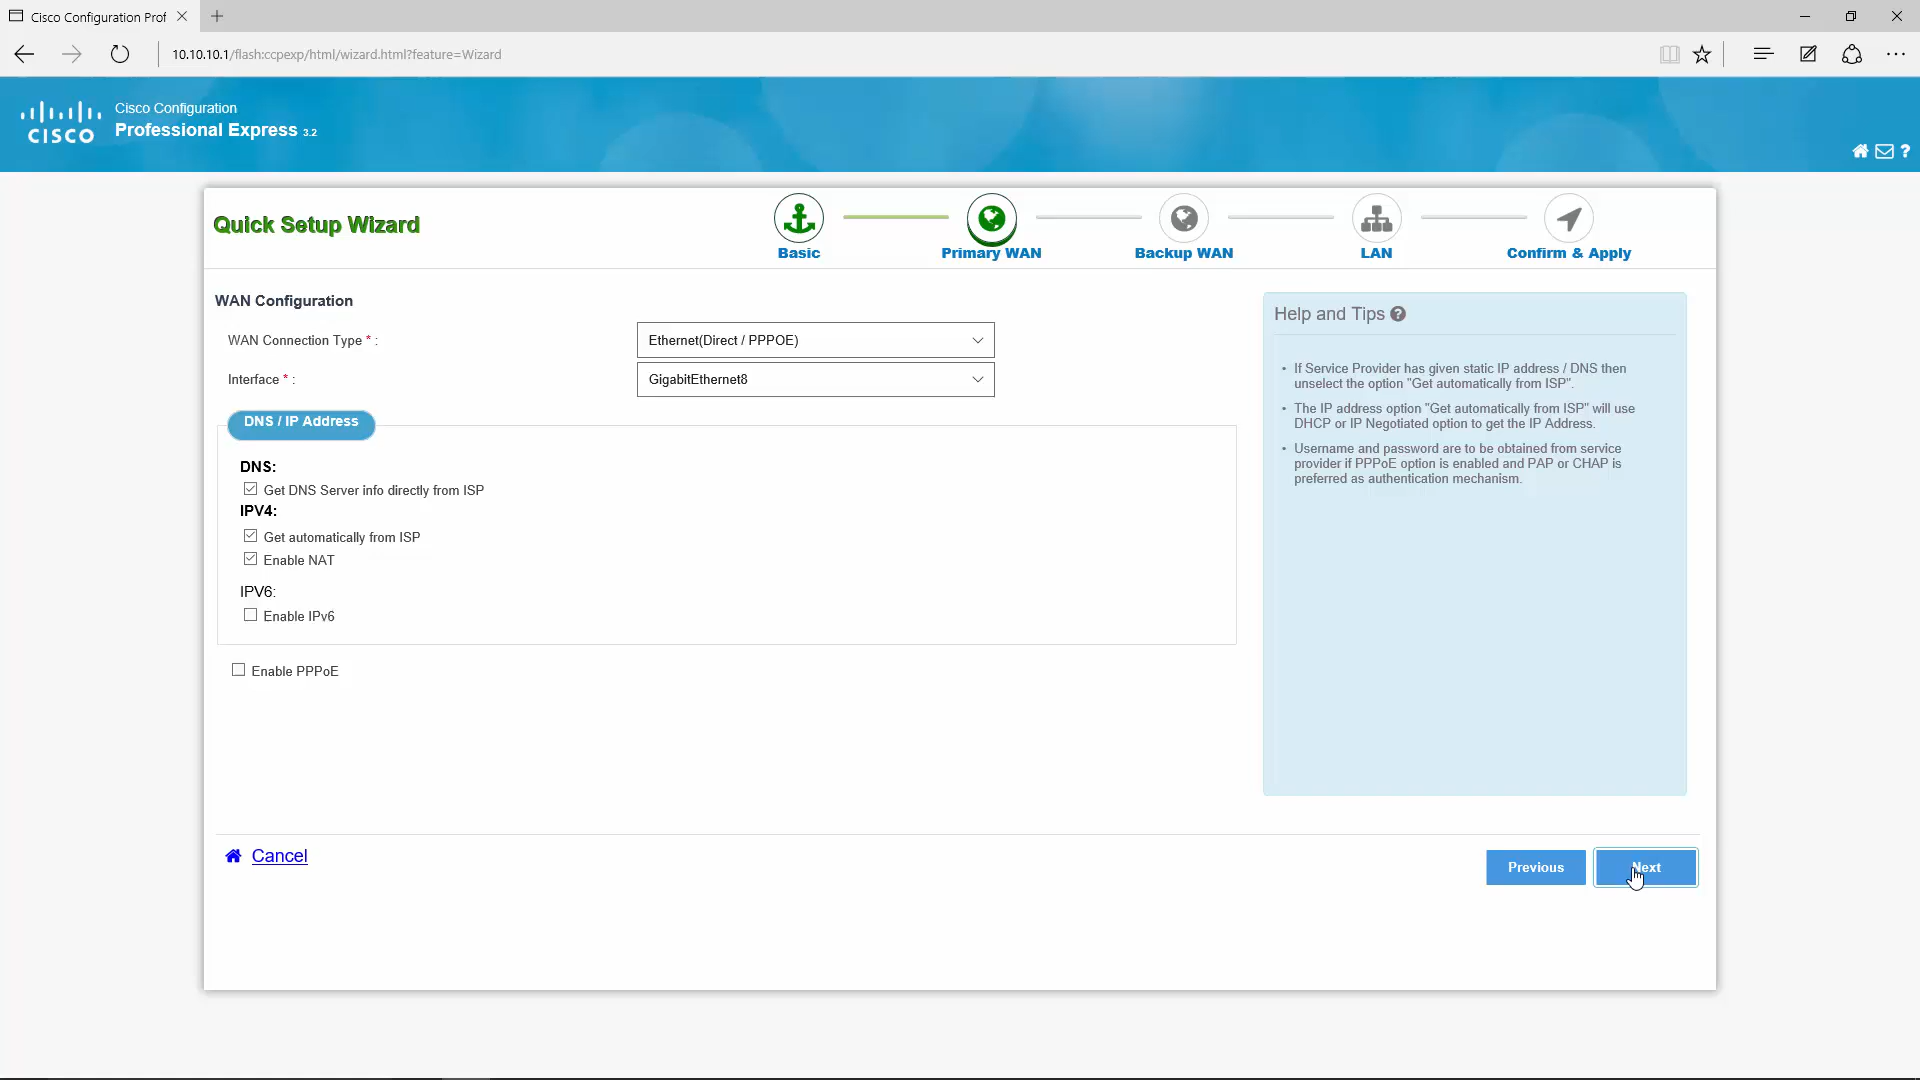 Cisco Configuration Prof
10.10.10.1/flash:ccpexp/html/wizard.html?feature=Wizard
CISCO
Cisco Configuration
Professional Express 3.2
?
Quick Setup Wizard
Basic
Primary WAN
Backup WAN
LAN
Confirm & Apply
WAN Configuration
WAN Connection Type * :
Ethernet(Direct / PPPOE)
Interface * :
GigabitEthernet8
DNS / IP Address
DNS:
Get DNS Server info directly from ISP
IPV4:
Get automatically from ISP
Enable NAT
IPV6:
Enable IPv6
Enable PPPoE
Help and Tips ?
• If Service Provider has given static IP address / DNS then
unselect the option "Get automatically from ISP".
• The IP address option "Get automatically from ISP" will use
DHCP or IP Negotiated option to get the IP Address.
• Username and password are to be obtained from service
provider if PPPoE option is enabled and PAP or CHAP is
preferred as authentication mechanism.
Cancel
Previous
Next